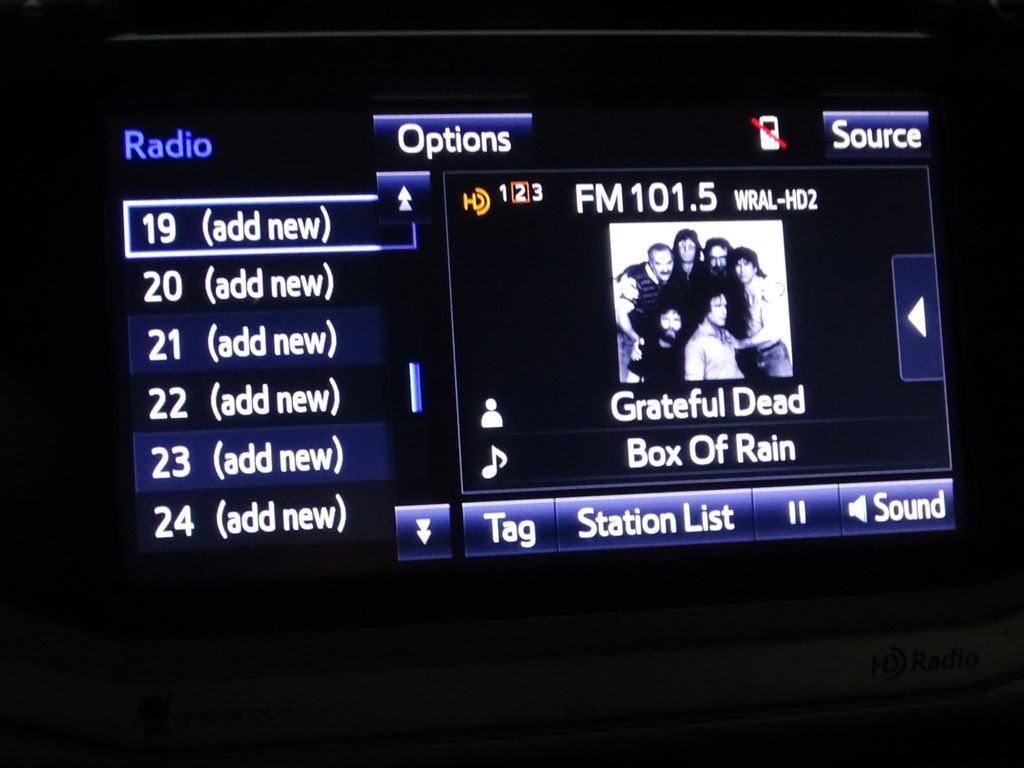 Radio
Options
Source
19 (add new)
20 (add new)
21 (add new)
22 (add new)
23 (add new)
24 (add new)
HD 1 2 3 FM 101.5 WRAL-HD2
Grateful Dead
Box Of Rain
Tag
Station List
Sound
HD Radio
gracenote